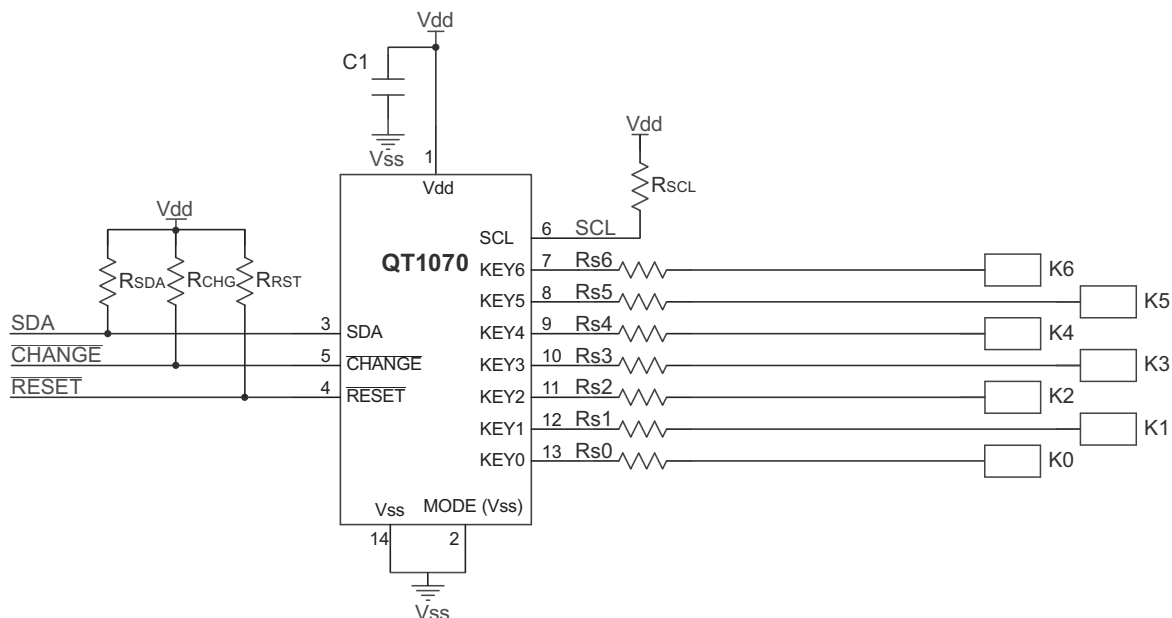 Vdd
C1
Vss
1
Vdd
Vdd
RSCL
SCL 6 SCL
QT1070
KEY6 7 Rs6 K6
KEY5 8 Rs5 K5
KEY4 9 Rs4 K4
KEY3 10 Rs3 K3
KEY2 11 Rs2 K2
KEY1 12 Rs1 K1
KEY0 13 Rs0 K0
Vdd
RSDA RCHG RRST
SDA 3 SDA
CHANGE 5 CHANGE
RESET 4 RESET
Vss MODE (Vss)
14 2
Vss